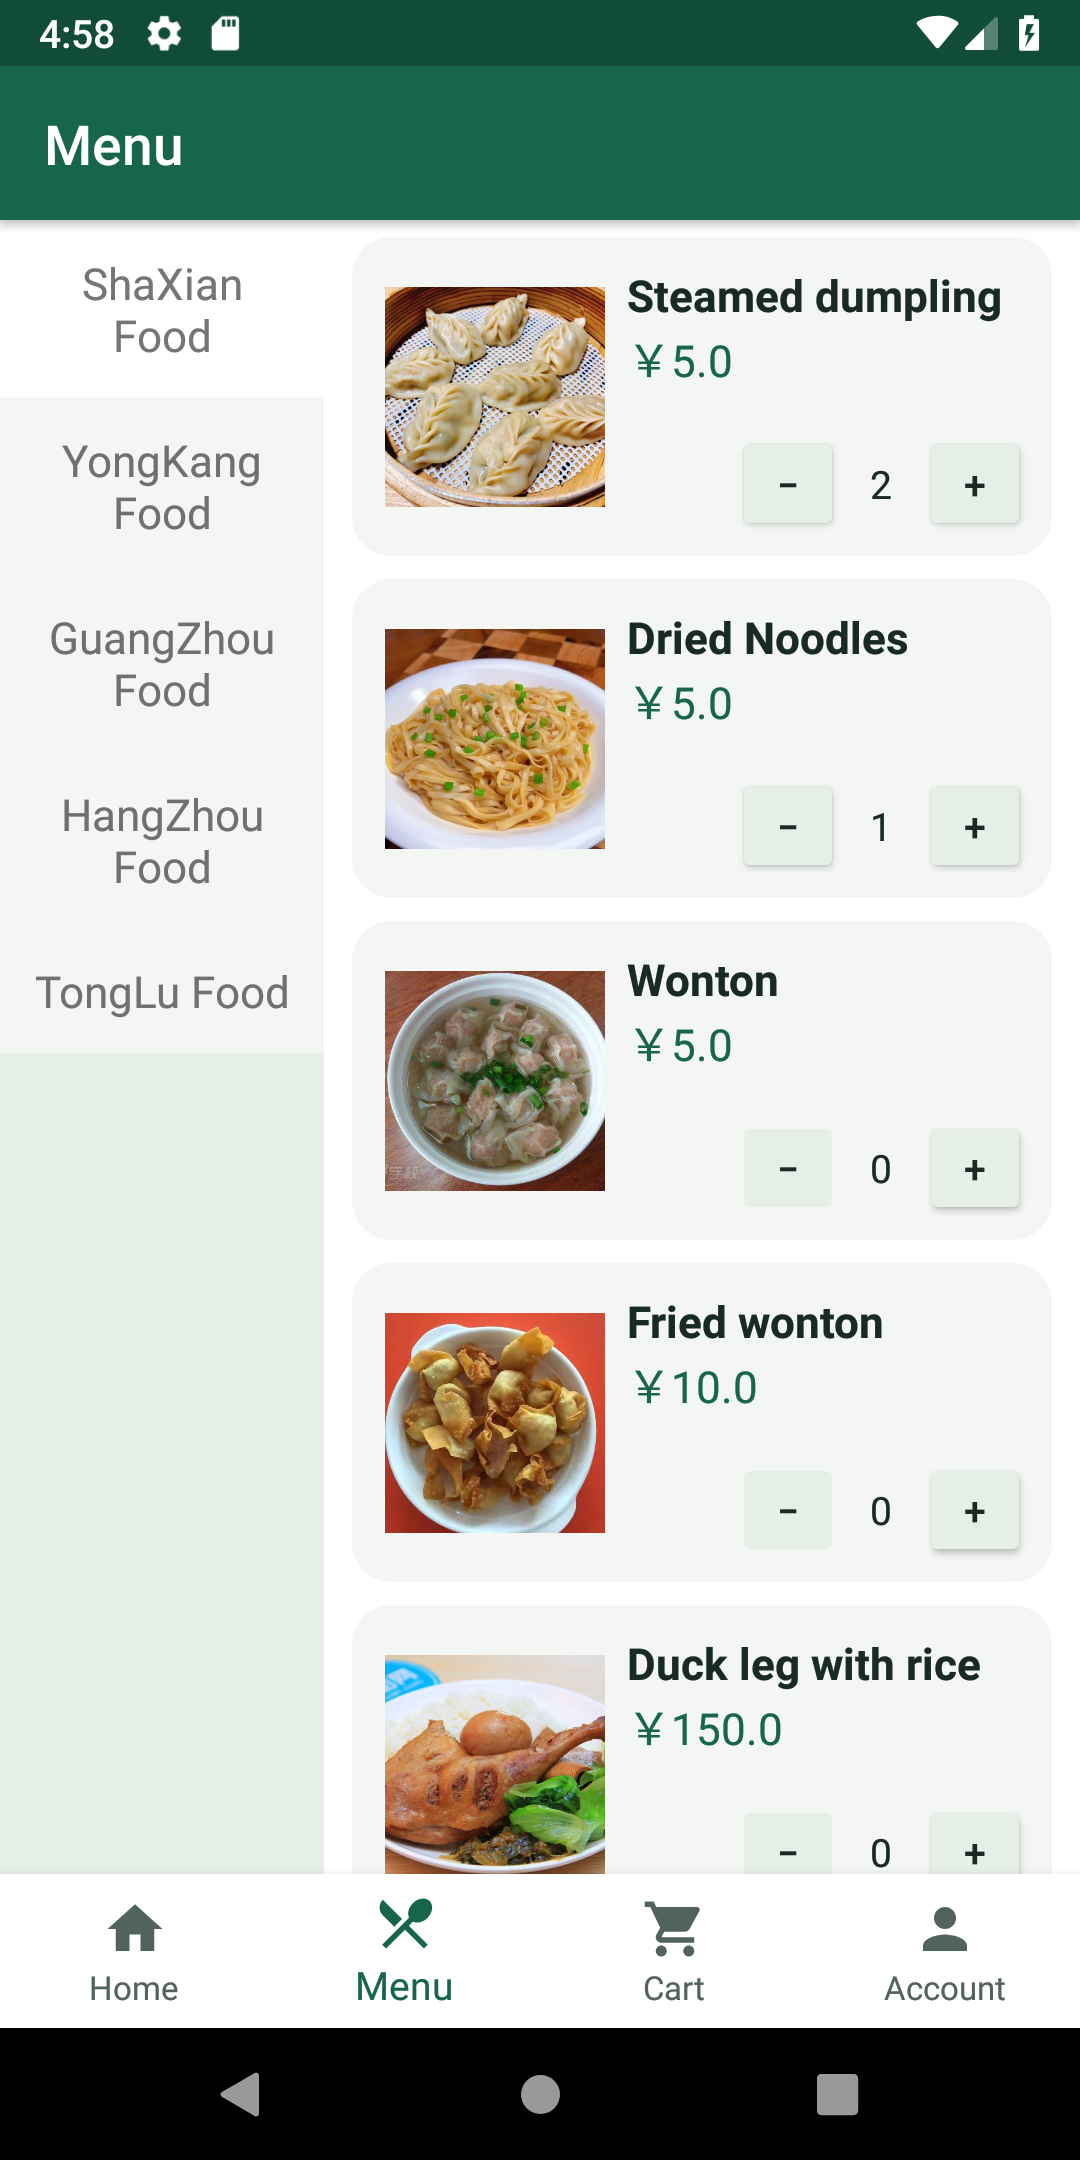 4:58
Menu
ShaXian
Food
YongKang
Food
GuangZhou
Food
HangZhou
Food
TongLu Food
Steamed dumpling
¥5.0
- 2 +
Dried Noodles
¥5.0
- 1 +
Wonton
¥5.0
- 0 +
Fried wonton
¥10.0
- 0 +
Duck leg with rice
¥150.0
- 0 +
Home
Menu
Cart
Account